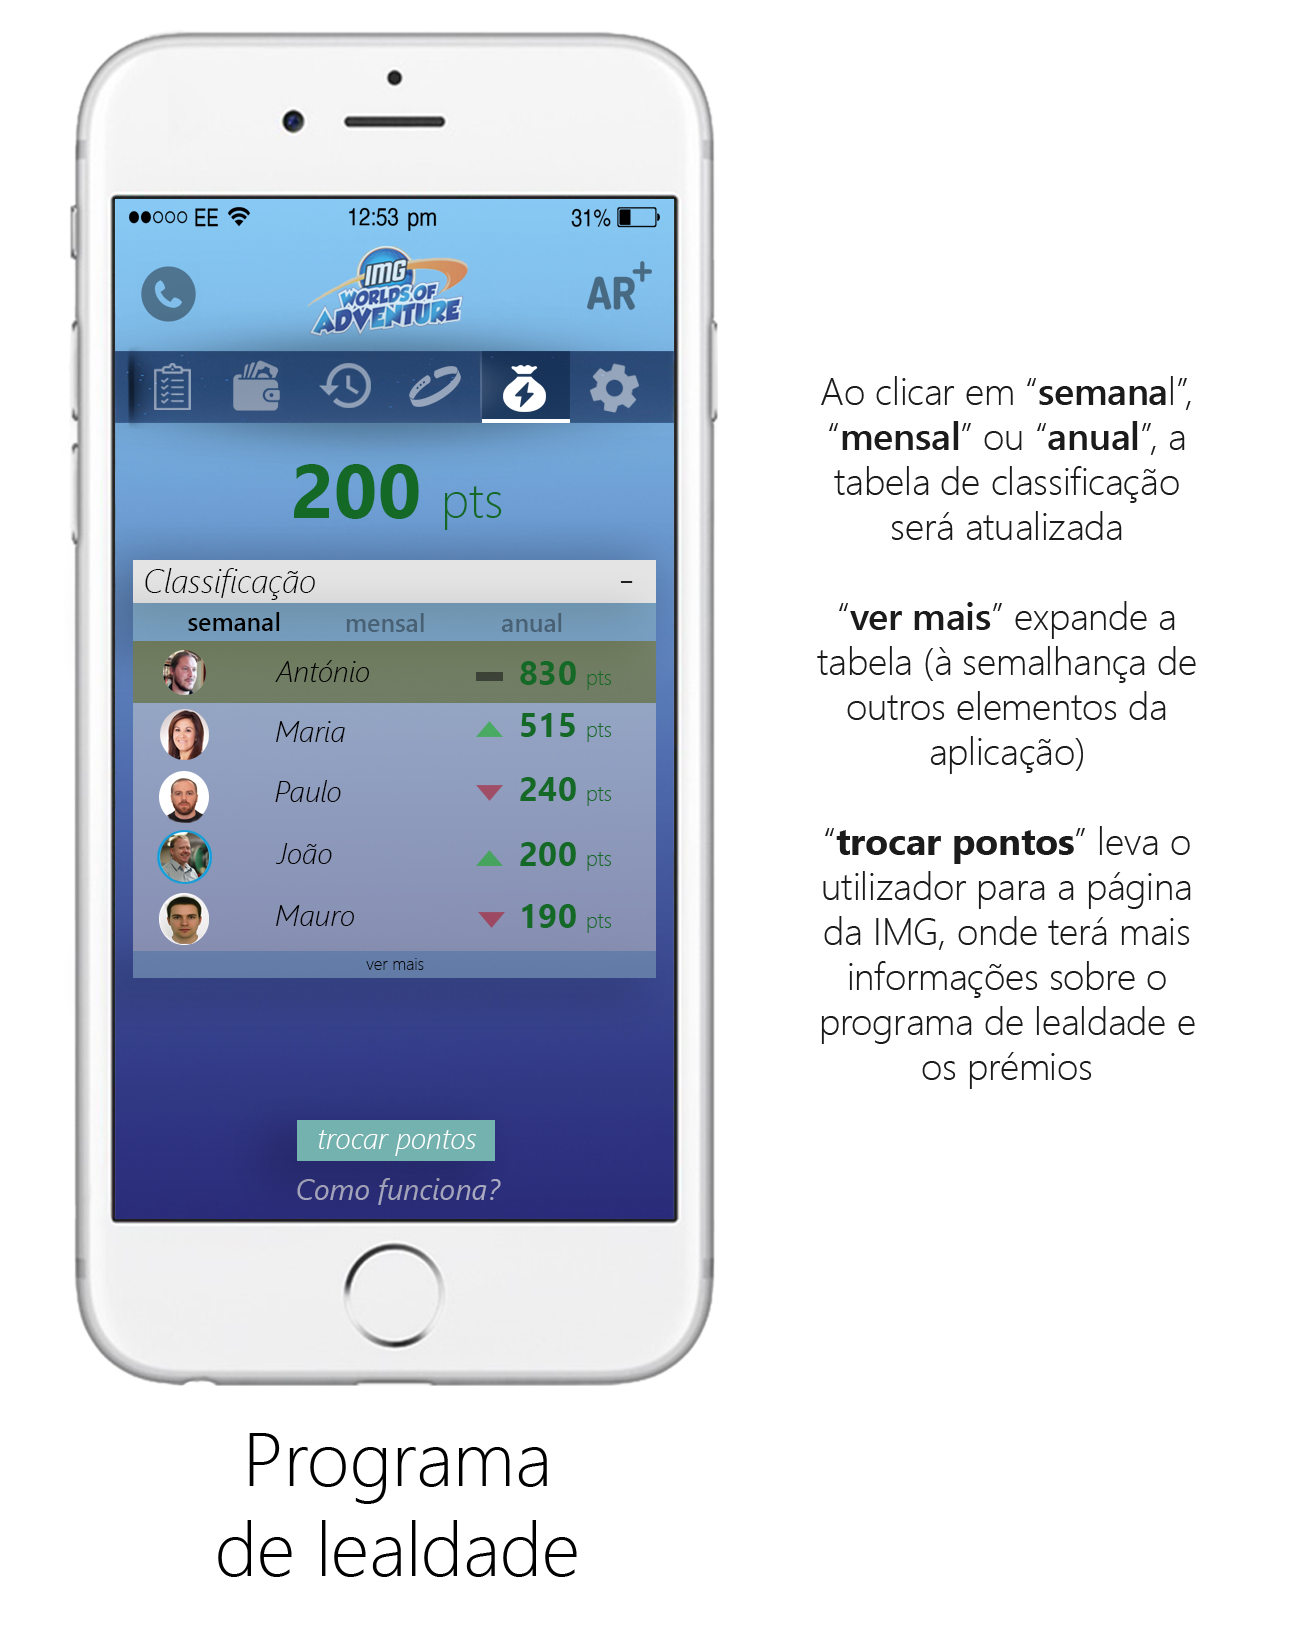 EE 12:53 pm 31%
IMG
WORLDS OF
ADVENTURE
AR+
200 pts
Classificação –
semanal mensal anual
António 830 pts
Maria 515 pts
Paulo 240 pts
João 200 pts
Mauro 190 pts
ver mais
trocar pontos
Como funciona?
Programa
de lealdade
Ao clicar em “semanal”,
“mensal” ou “anual”, a
tabela de classificação
será atualizada
“ver mais” expande a
tabela (à semalhança de
outros elementos da
aplicação)
“trocar pontos” leva o
utilizador para a página
da IMG, onde terá mais
informações sobre o
programa de lealdade e
os prémios